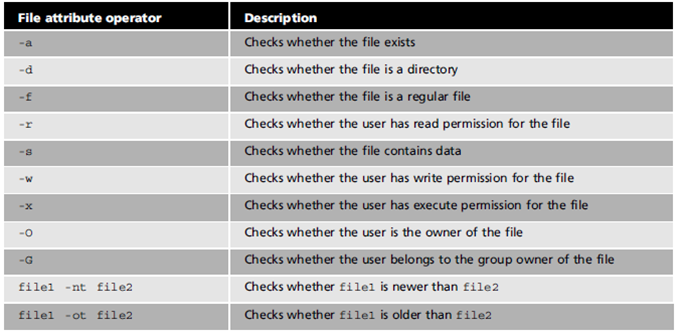 File attribute operator Description
-a Checks whether the file exists
-d Checks whether the file is a directory
-f Checks whether the file is a regular file
-r Checks whether the user has read permission for the file
-s Checks whether the file contains data
-w Checks whether the user has write permission for the file
-x Checks whether the user has execute permission for the file
-O Checks whether the user is the owner of the file
-G Checks whether the user belongs to the group owner of the file
file1 -nt file2 Checks whether file1 is newer than file2
file1 -ot file2 Checks whether file1 is older than file2